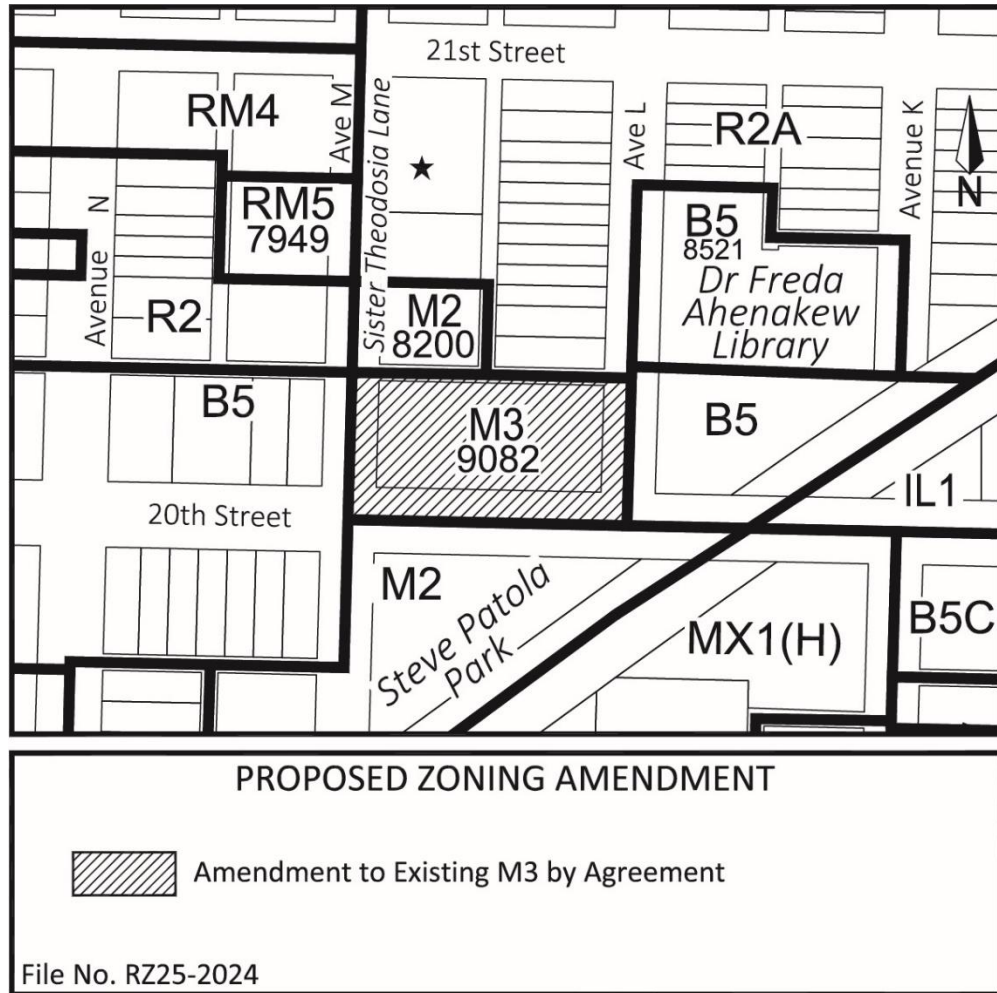 21st Street
RM4
Ave M
Sister Theodosia Lane
Ave L
R2A
Avenue K
N
RM5
7949
Avenue N
R2
M2
8200
B5
8521
Dr Freda
Ahenakew
Library
B5
M3
9082
B5
IL1
20th Street
M2
Steve Patola
Park
MX1(H)
B5C
PROPOSED ZONING AMENDMENT
Amendment to Existing M3 by Agreement
File No. RZ25-2024